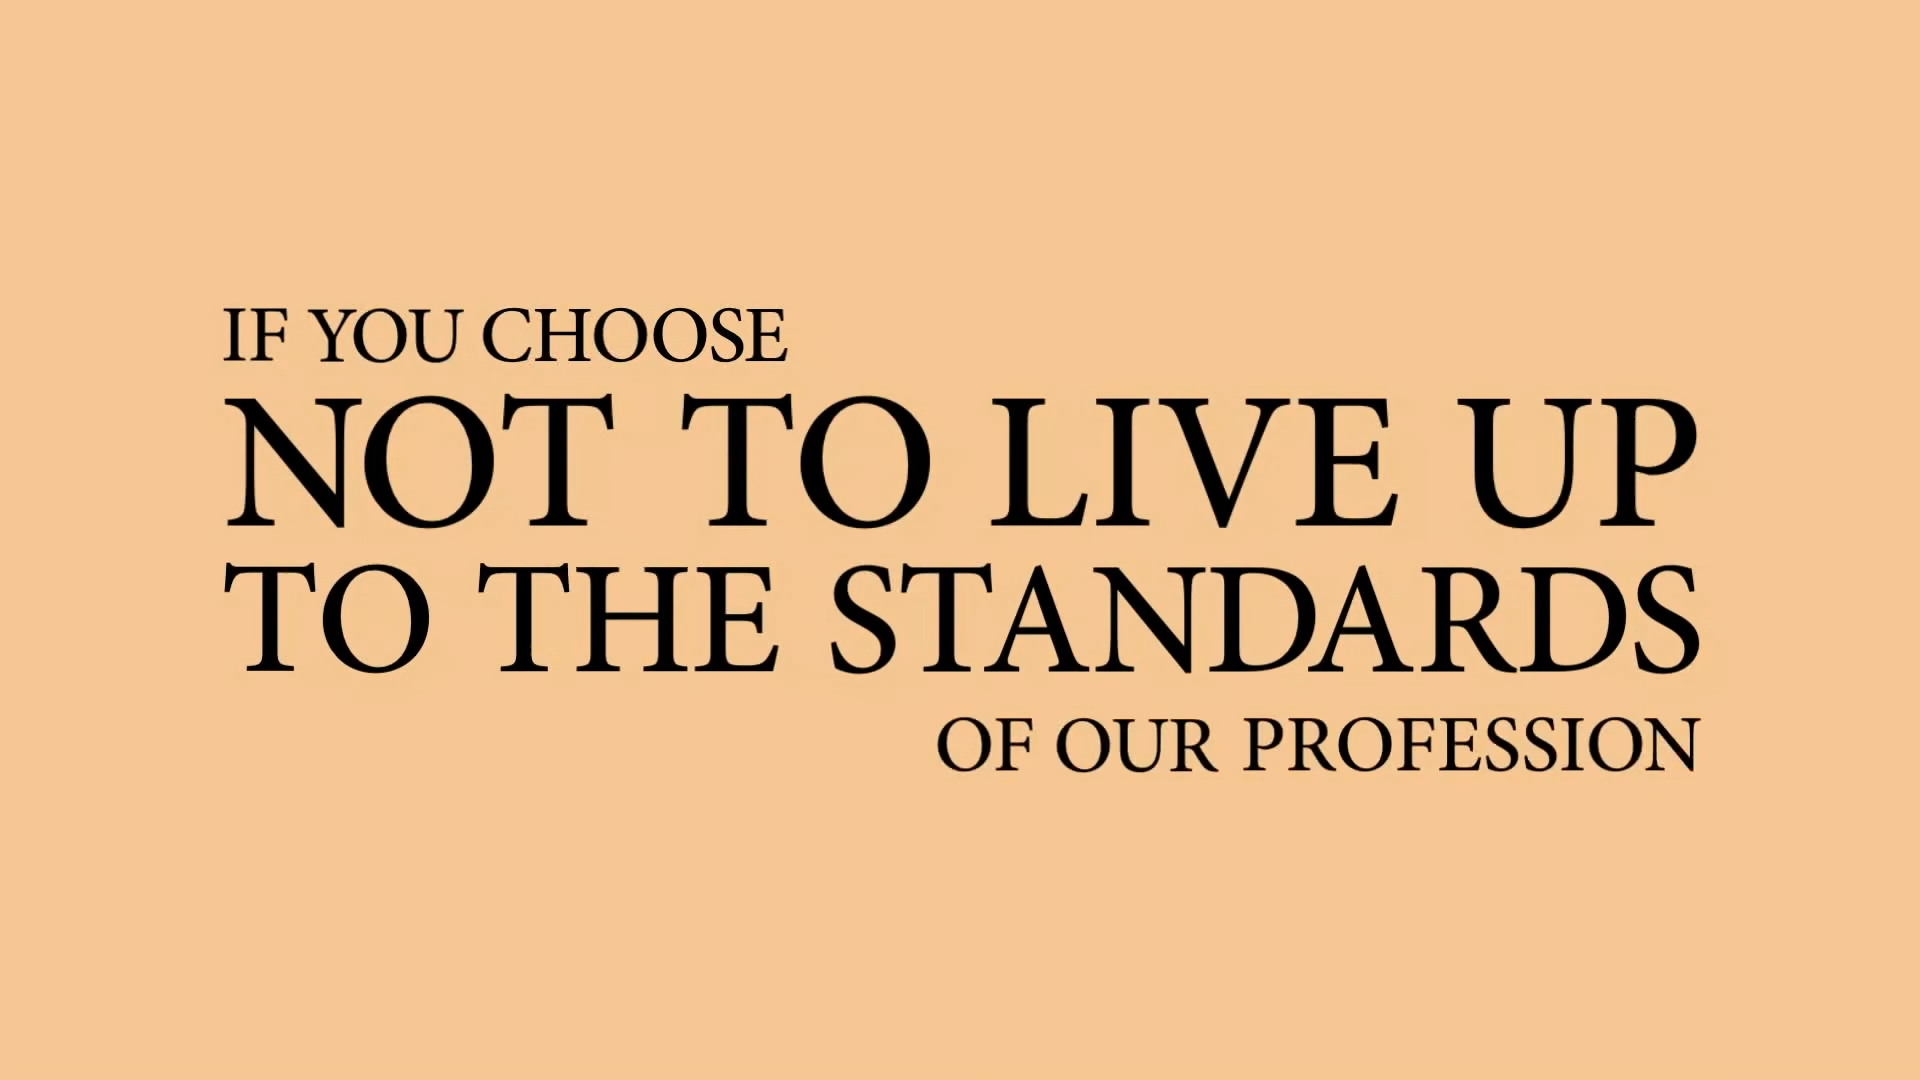 IF YOU CHOOSE
NOT TO LIVE UP
TO THE STANDARDS
OF OUR PROFESSION